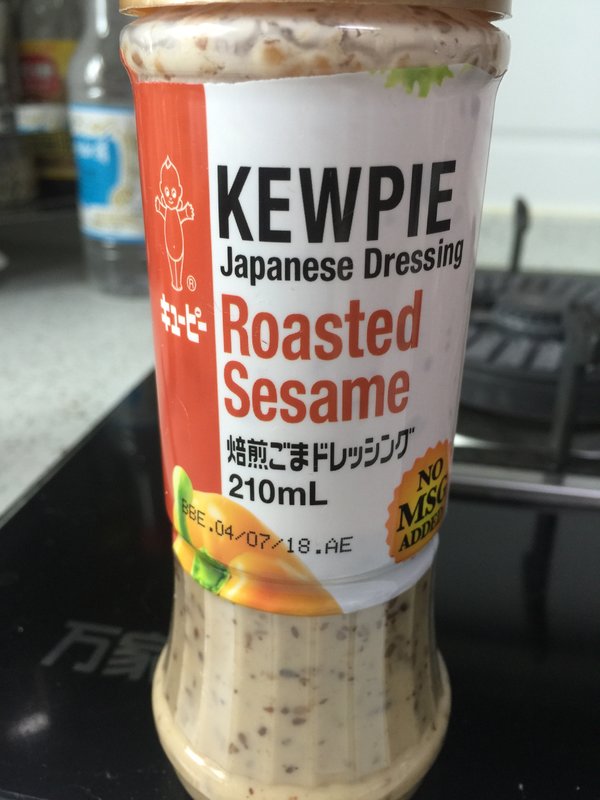 KEWPIE
Japanese Dressing
®
キューピー
Roasted
Sesame
焙煎ごまドレッシング
210mL
NO
MSG
ADDED
BBE.04/07/18.AE
万家